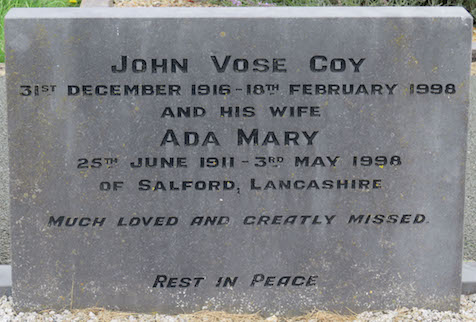 John Vose Coy
31st December 1916 - 18th February 1998
and his wife
Ada Mary
25th June 1911 - 3rd May 1998
of Salford, Lancashire
Much loved and greatly missed.
Rest in Peace